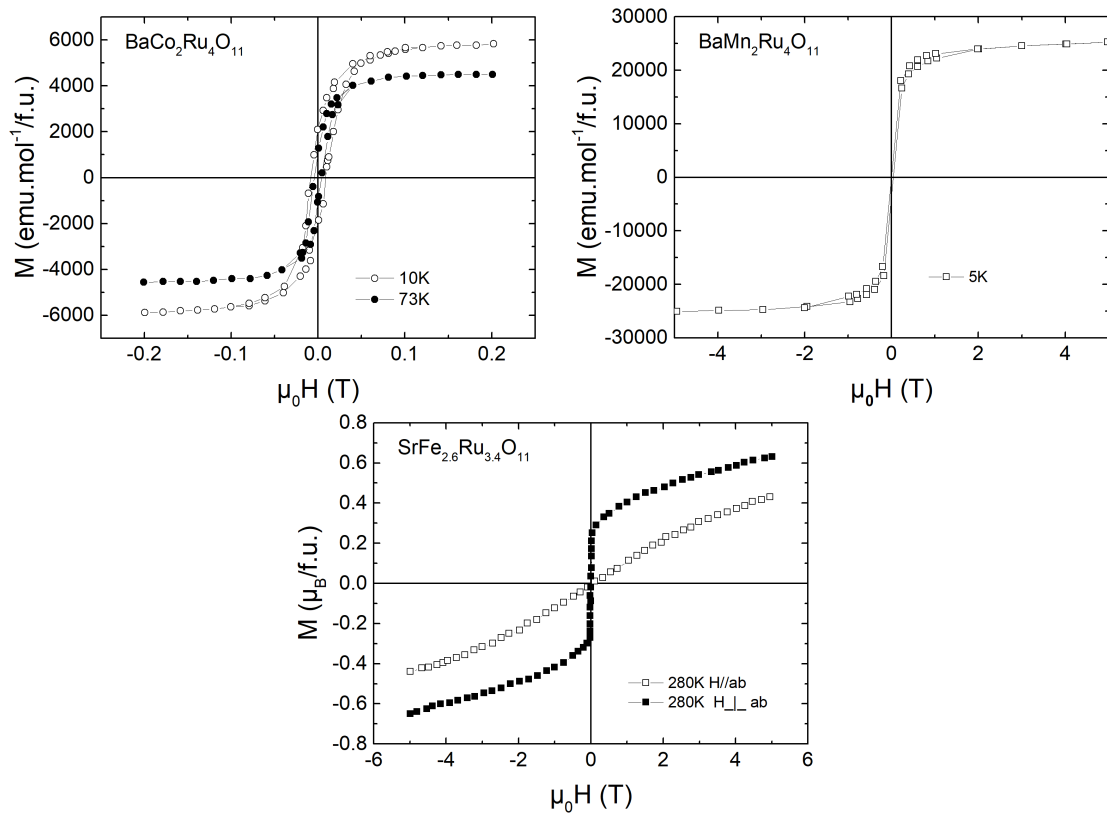 BaCo₂Ru₄O₁₁
M (emu.mol⁻¹/f.u.)
6000
4000
2000
0
-2000
-4000
-6000
10K
73K
-0.2 -0.1 0.0 0.1 0.2
μ₀H (T)
BaMn₂Ru₄O₁₁
M (emu.mol⁻¹/f.u.)
30000
20000
10000
0
-10000
-20000
-30000
5K
-4 -2 0 2 4
μ₀H (T)
SrFe₂.₆Ru₃.₄O₁₁
M (μ_B/f.u.)
0.8
0.6
0.4
0.2
0.0
-0.2
-0.4
-0.6
-0.8
280K H//ab
280K H_|_ ab
-6 -4 -2 0 2 4 6
μ₀H (T)